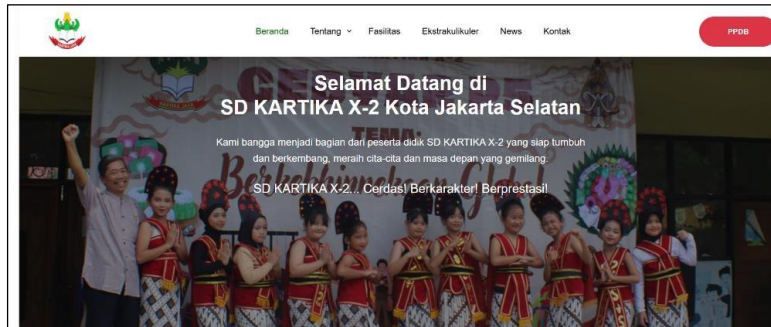 Beranda Tentang Fasilitas Ekstrakulikuler News Kontak PPDB
Selamat Datang di
SD KARTIKA X-2 Kota Jakarta Selatan
TEMA:
Kami bangga menjadi bagian dari peserta didik SD KARTIKA X-2 yang siap tumbuh
dan berkembang, meraih cita-cita dan masa depan yang gemilang.
Berkebhinnekaan Global
SD KARTIKA X-2... Cerdas! Berkarakter! Berprestasi!